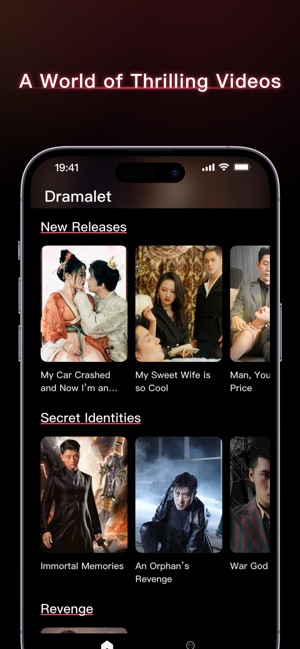 A World of Thrilling Videos
19:41
Dramalet
New Releases
My Car Crashed
and Now I'm an...
My Sweet Wife is
so Cool
Man, You
Price
Secret Identities
Immortal Memories
An Orphan's
Revenge
War God
Revenge